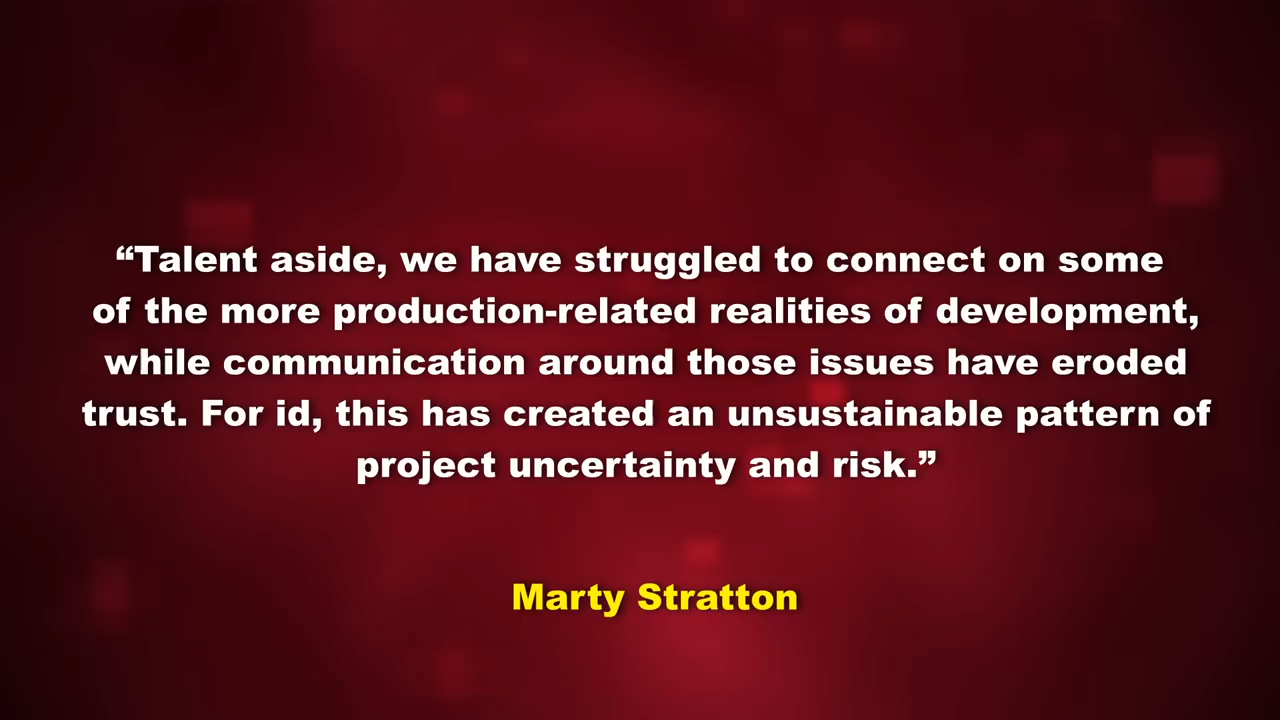 “Talent aside, we have struggled to connect on some
of the more production-related realities of development,
while communication around those issues have eroded
trust. For id, this has created an unsustainable pattern of
project uncertainty and risk.”
Marty Stratton